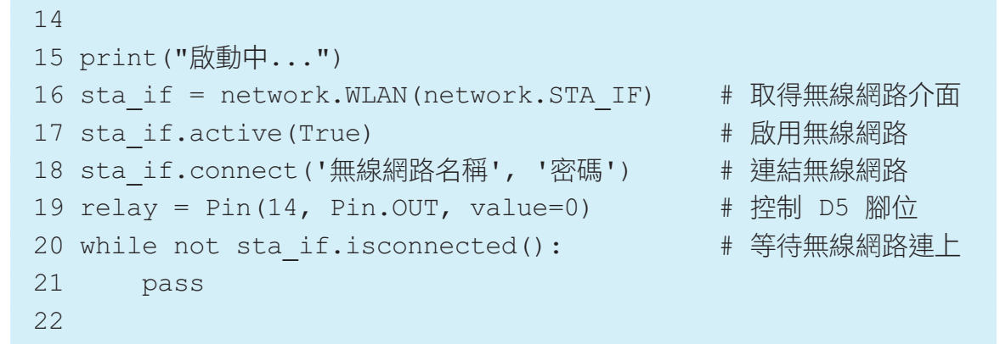 14
15 print("啟動中...")
16 sta_if = network.WLAN(network.STA_IF) # 取得無線網路介面
17 sta_if.active(True) # 啟用無線網路
18 sta_if.connect('無線網路名稱', '密碼') # 連結無線網路
19 relay = Pin(14, Pin.OUT, value=0) # 控制 D5 腳位
20 while not sta_if.isconnected(): # 等待無線網路連上
21     pass
22